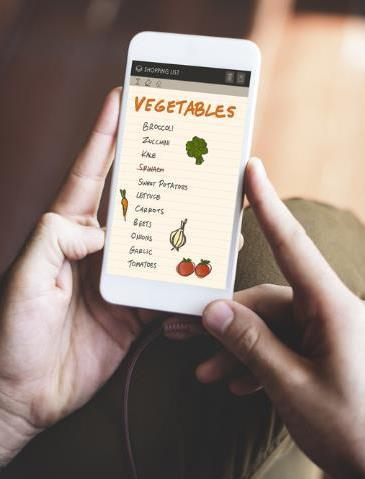 SHOPPING LIST
VEGETABLES
BROCCOLI
ZUCCHINI
KALE
SPINACH
SWEET POTATOES
LETTUCE
CARROTS
BEETS
ONIONS
GARLIC
TOMATOES